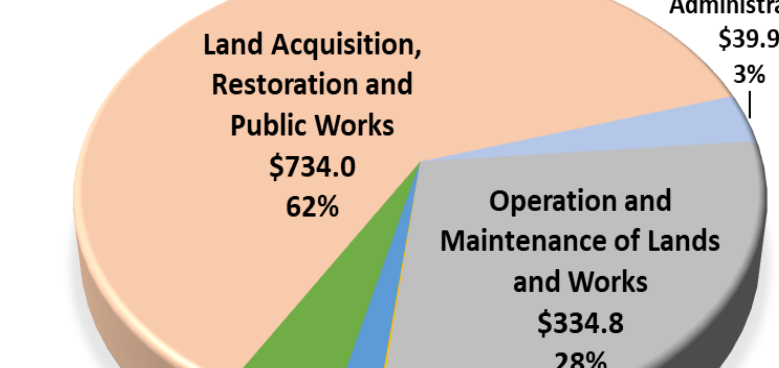 Land Acquisition,
Restoration and
Public Works
$734.0
62%
$39.9
3%
Operation and
Maintenance of Lands
and Works
$334.8
28%